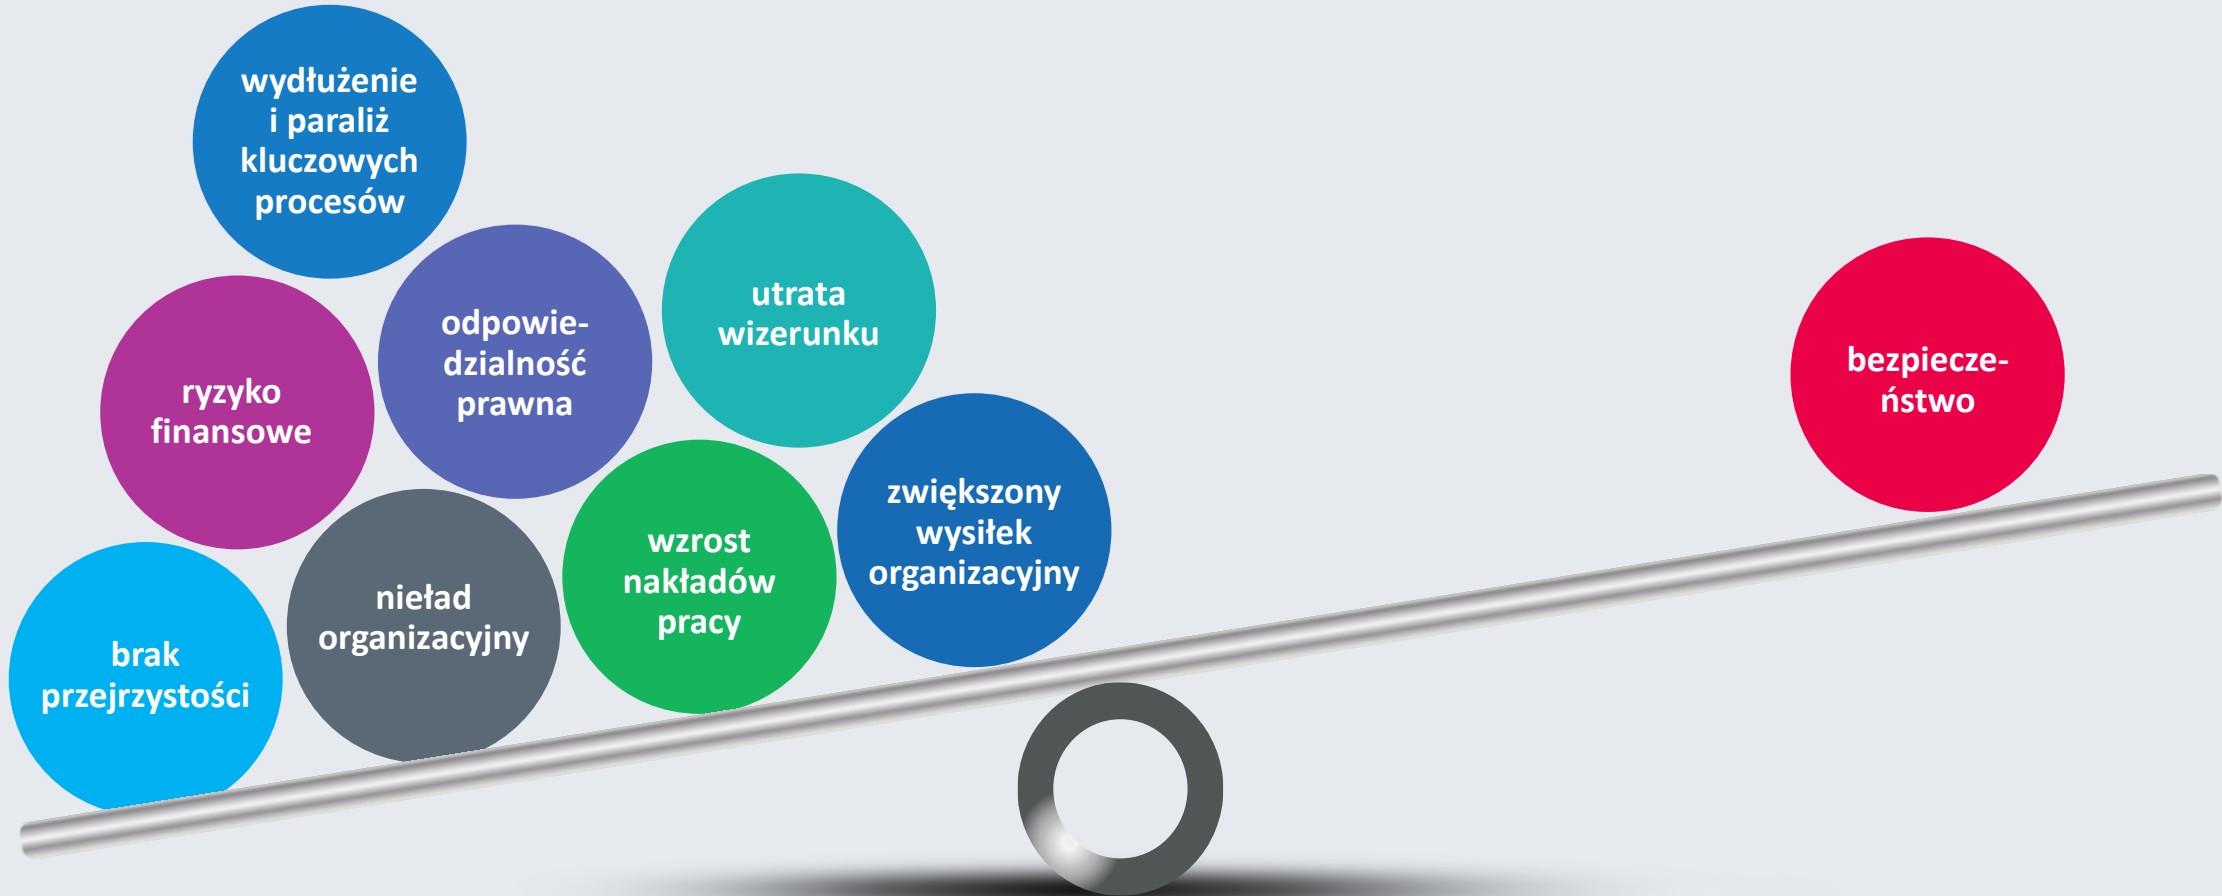 wydłużenie
i paraliż
kluczowych
procesów
utrata
wizerunku
odpowie-
dzialność
prawna
ryzyko
finansowe
bezpiecze-
ństwo
zwiększony
wysiłek
organizacyjny
wzrost
nakładów
pracy
nieład
organizacyjny
brak
przejrzystości